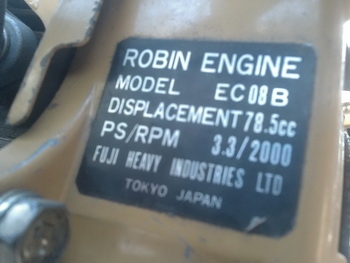 ROBIN ENGINE
MODEL EC08B
DISPLACEMENT 78.5cc
PS/RPM 3.3/2000
FUJI HEAVY INDUSTRIES LTD
TOKYO JAPAN